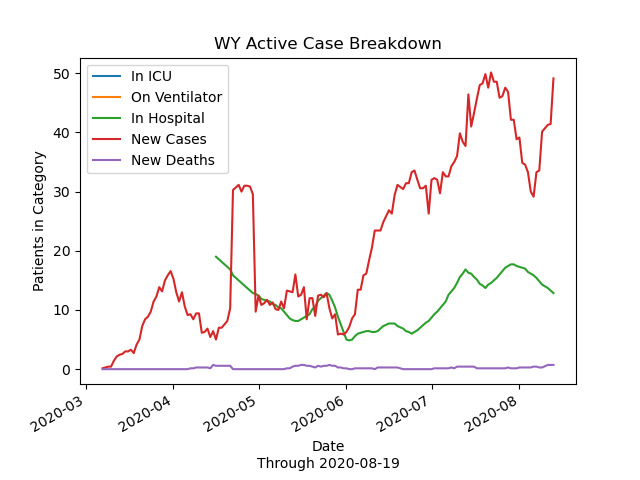 WY Active Case Breakdown
In ICU
On Ventilator
In Hospital
New Cases
New Deaths
Patients in Category
50
40
30
20
10
0
2020-03
2020-04
2020-05
2020-06
2020-07
2020-08
Date
Through 2020-08-19